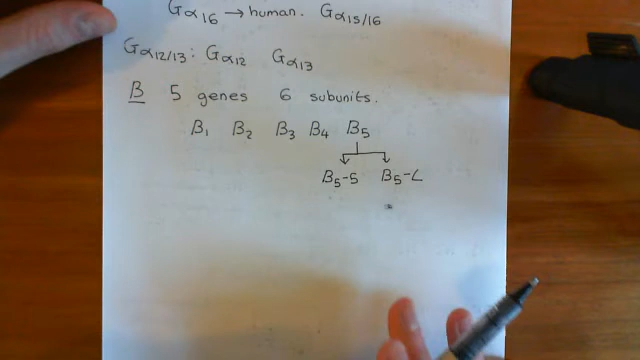 Gα16 → human. Gα15/16
Gα12/13: Gα12 Gα13
β 5 genes 6 subunits.
β1 β2 β3 β4 β5
β5-S β5-L